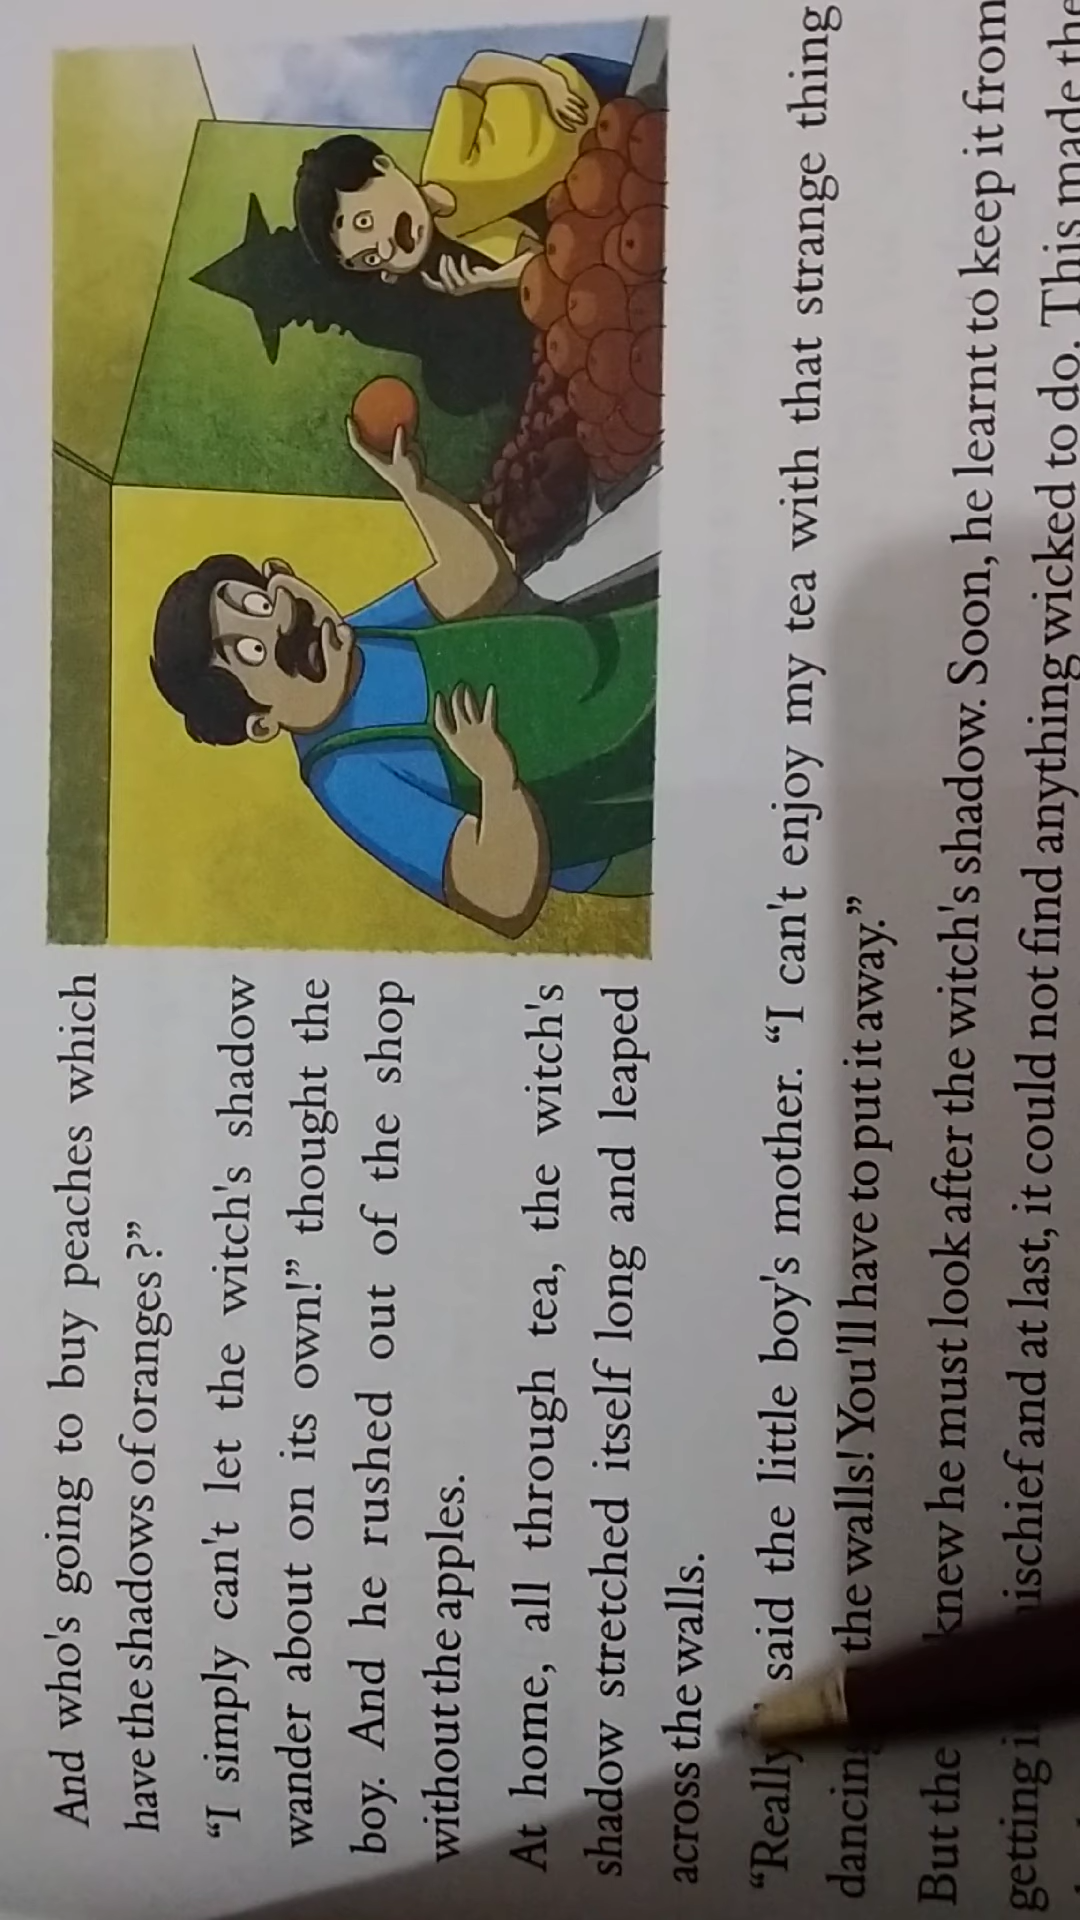 And who's going to buy peaches which
have the shadows of oranges?”
“I simply can't let the witch's shadow
wander about on its own!” thought the
boy. And he rushed out of the shop
without the apples.
At home, all through tea, the witch's
shadow stretched itself long and leaped
across the walls.
“Really said the little boy's mother. “I can't enjoy my tea with that strange thing
the walls! You'll have to put it away.”
But the knew he must look after the witch's shadow. Soon, he learnt to keep it from
getting and at last, it could not find anything wicked to do. This made the